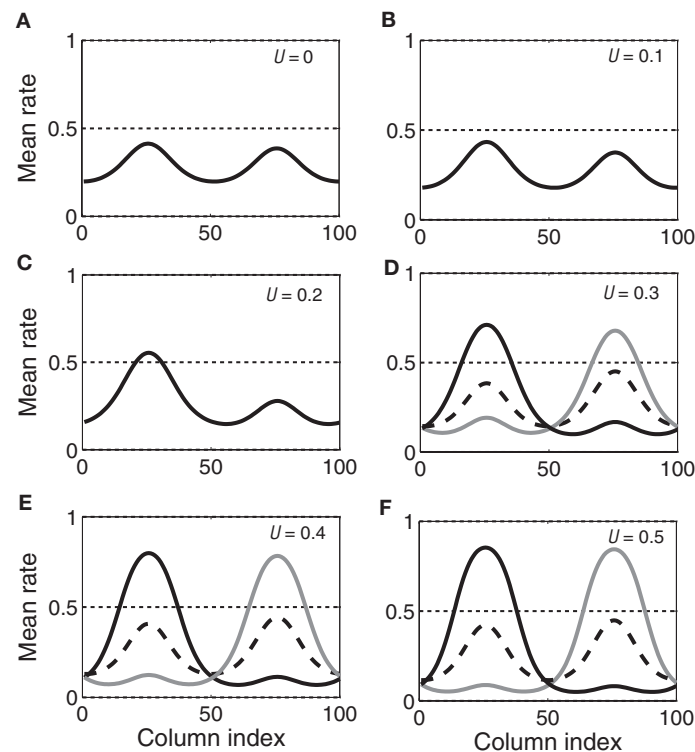 A
U = 0
1
0.5
0
Mean rate
0
50
100
B
U = 0.1
1
0.5
0
0
50
100
C
U = 0.2
1
0.5
0
Mean rate
0
50
100
D
U = 0.3
1
0.5
0
0
50
100
E
U = 0.4
1
0.5
0
Mean rate
0
50
100
Column index
F
U = 0.5
1
0.5
0
0
50
100
Column index